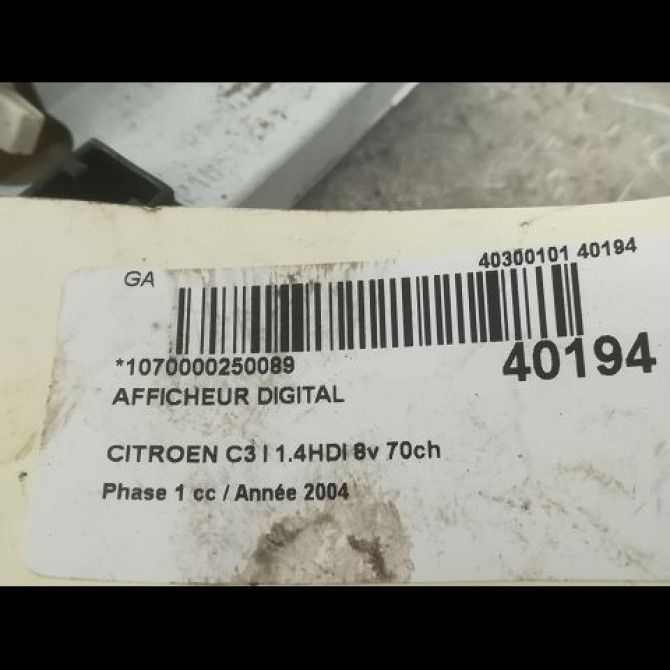 GA
40300101 40194
*1070000250089
40194
AFFICHEUR DIGITAL
CITROEN C3 I 1.4HDI 8v 70ch
Phase 1 cc / Année 2004